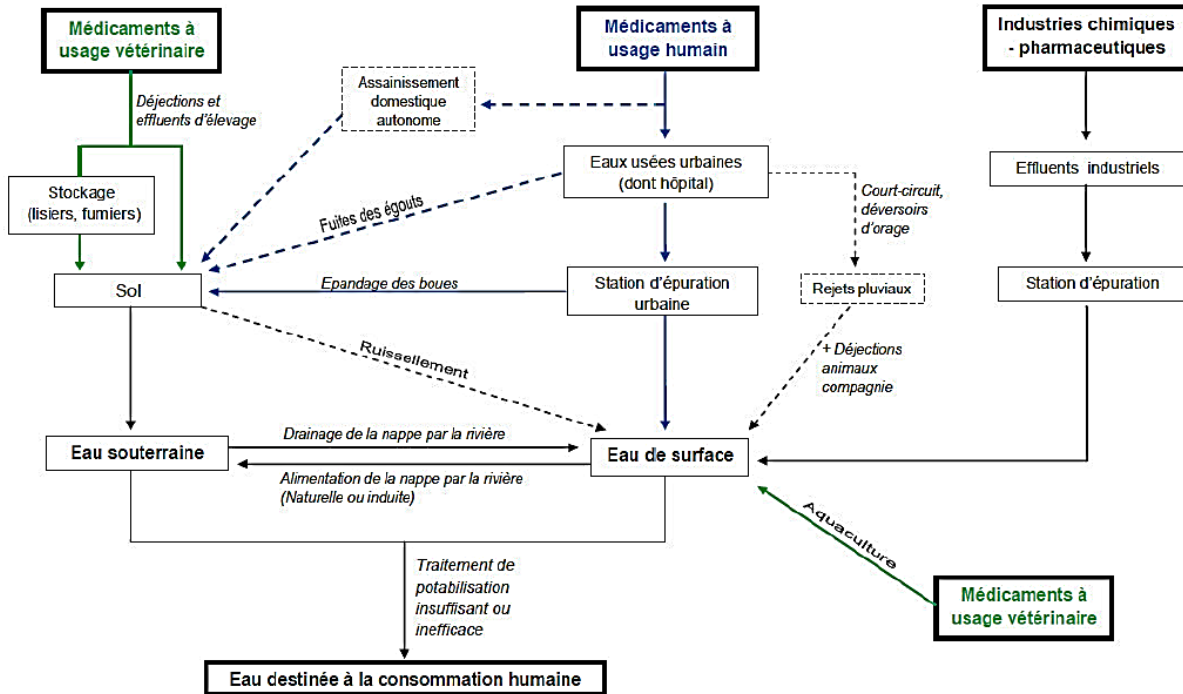 Médicaments à
usage vétérinaire
Médicaments à
usage humain
Industries chimiques
- pharmaceutiques
Assainissement
domestique
autonome
Déjections et
effluents d'élevage
Eaux usées urbaines
(dont hôpital)
Effluents industriels
Stockage
(lisiers, fumiers)
Court-circuit,
déversoirs
d'orage
Fuites des égouts
Sol
Epandage des boues
Station d'épuration
urbaine
Rejets pluviaux
Station d'épuration
Ruissellement
+ Déjections
animaux
compagnie
Eau souterraine
Drainage de la nappe par la rivière
Eau de surface
Alimentation de la nappe par la rivière
(Naturelle ou induite)
Aquaculture
Traitement de
potabilisation
insuffisant ou
inefficace
Médicaments à
usage vétérinaire
Eau destinée à la consommation humaine